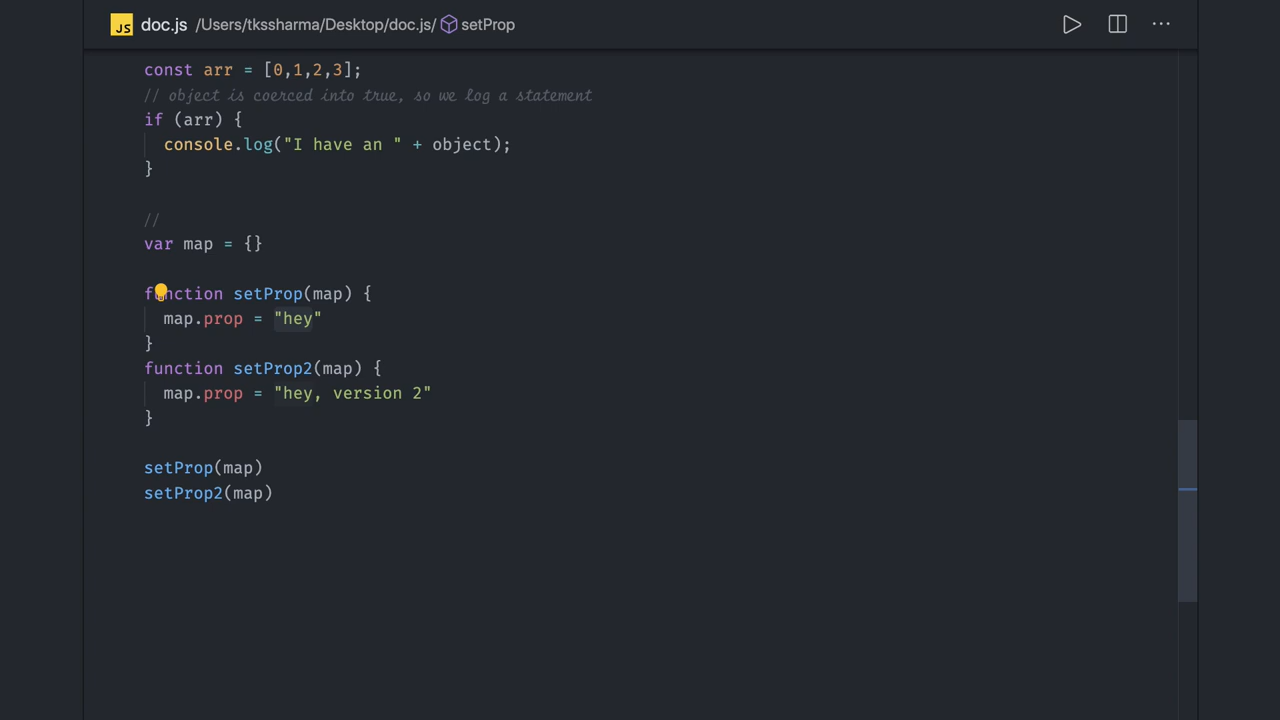 JS doc.js /Users/tkssharma/Desktop/doc.js/ setProp
const arr = [0,1,2,3];
// object is coerced into true, so we log a statement
if (arr) {
console.log("I have an " + object);
}
//
var map = {}
function setProp(map) {
map.prop = "hey"
}
function setProp2(map) {
map.prop = "hey, version 2"
}
setProp(map)
setProp2(map)